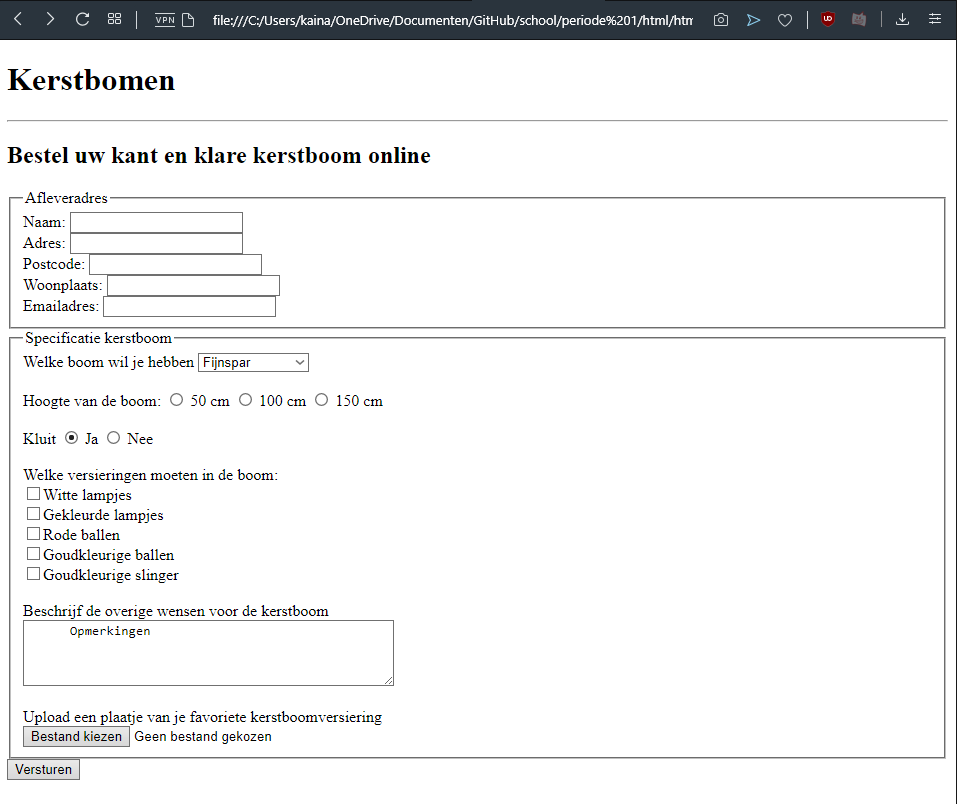 VPN file:///C:/Users/kaina/OneDrive/Documenten/GitHub/school/periode%201/html/htm
Kerstbomen
Bestel uw kant en klare kerstboom online
Afleveradres
Naam:
Adres:
Postcode:
Woonplaats:
Emailadres:
Specificatie kerstboom
Welke boom wil je hebben Fijnspar
Hoogte van de boom: 50 cm 100 cm 150 cm
Kluit Ja Nee
Welke versieringen moeten in de boom:
Witte lampjes
Gekleurde lampjes
Rode ballen
Goudkleurige ballen
Goudkleurige slinger
Beschrijf de overige wensen voor de kerstboom
Opmerkingen
Upload een plaatje van je favoriete kerstboomversiering
Bestand kiezen Geen bestand gekozen
Versturen